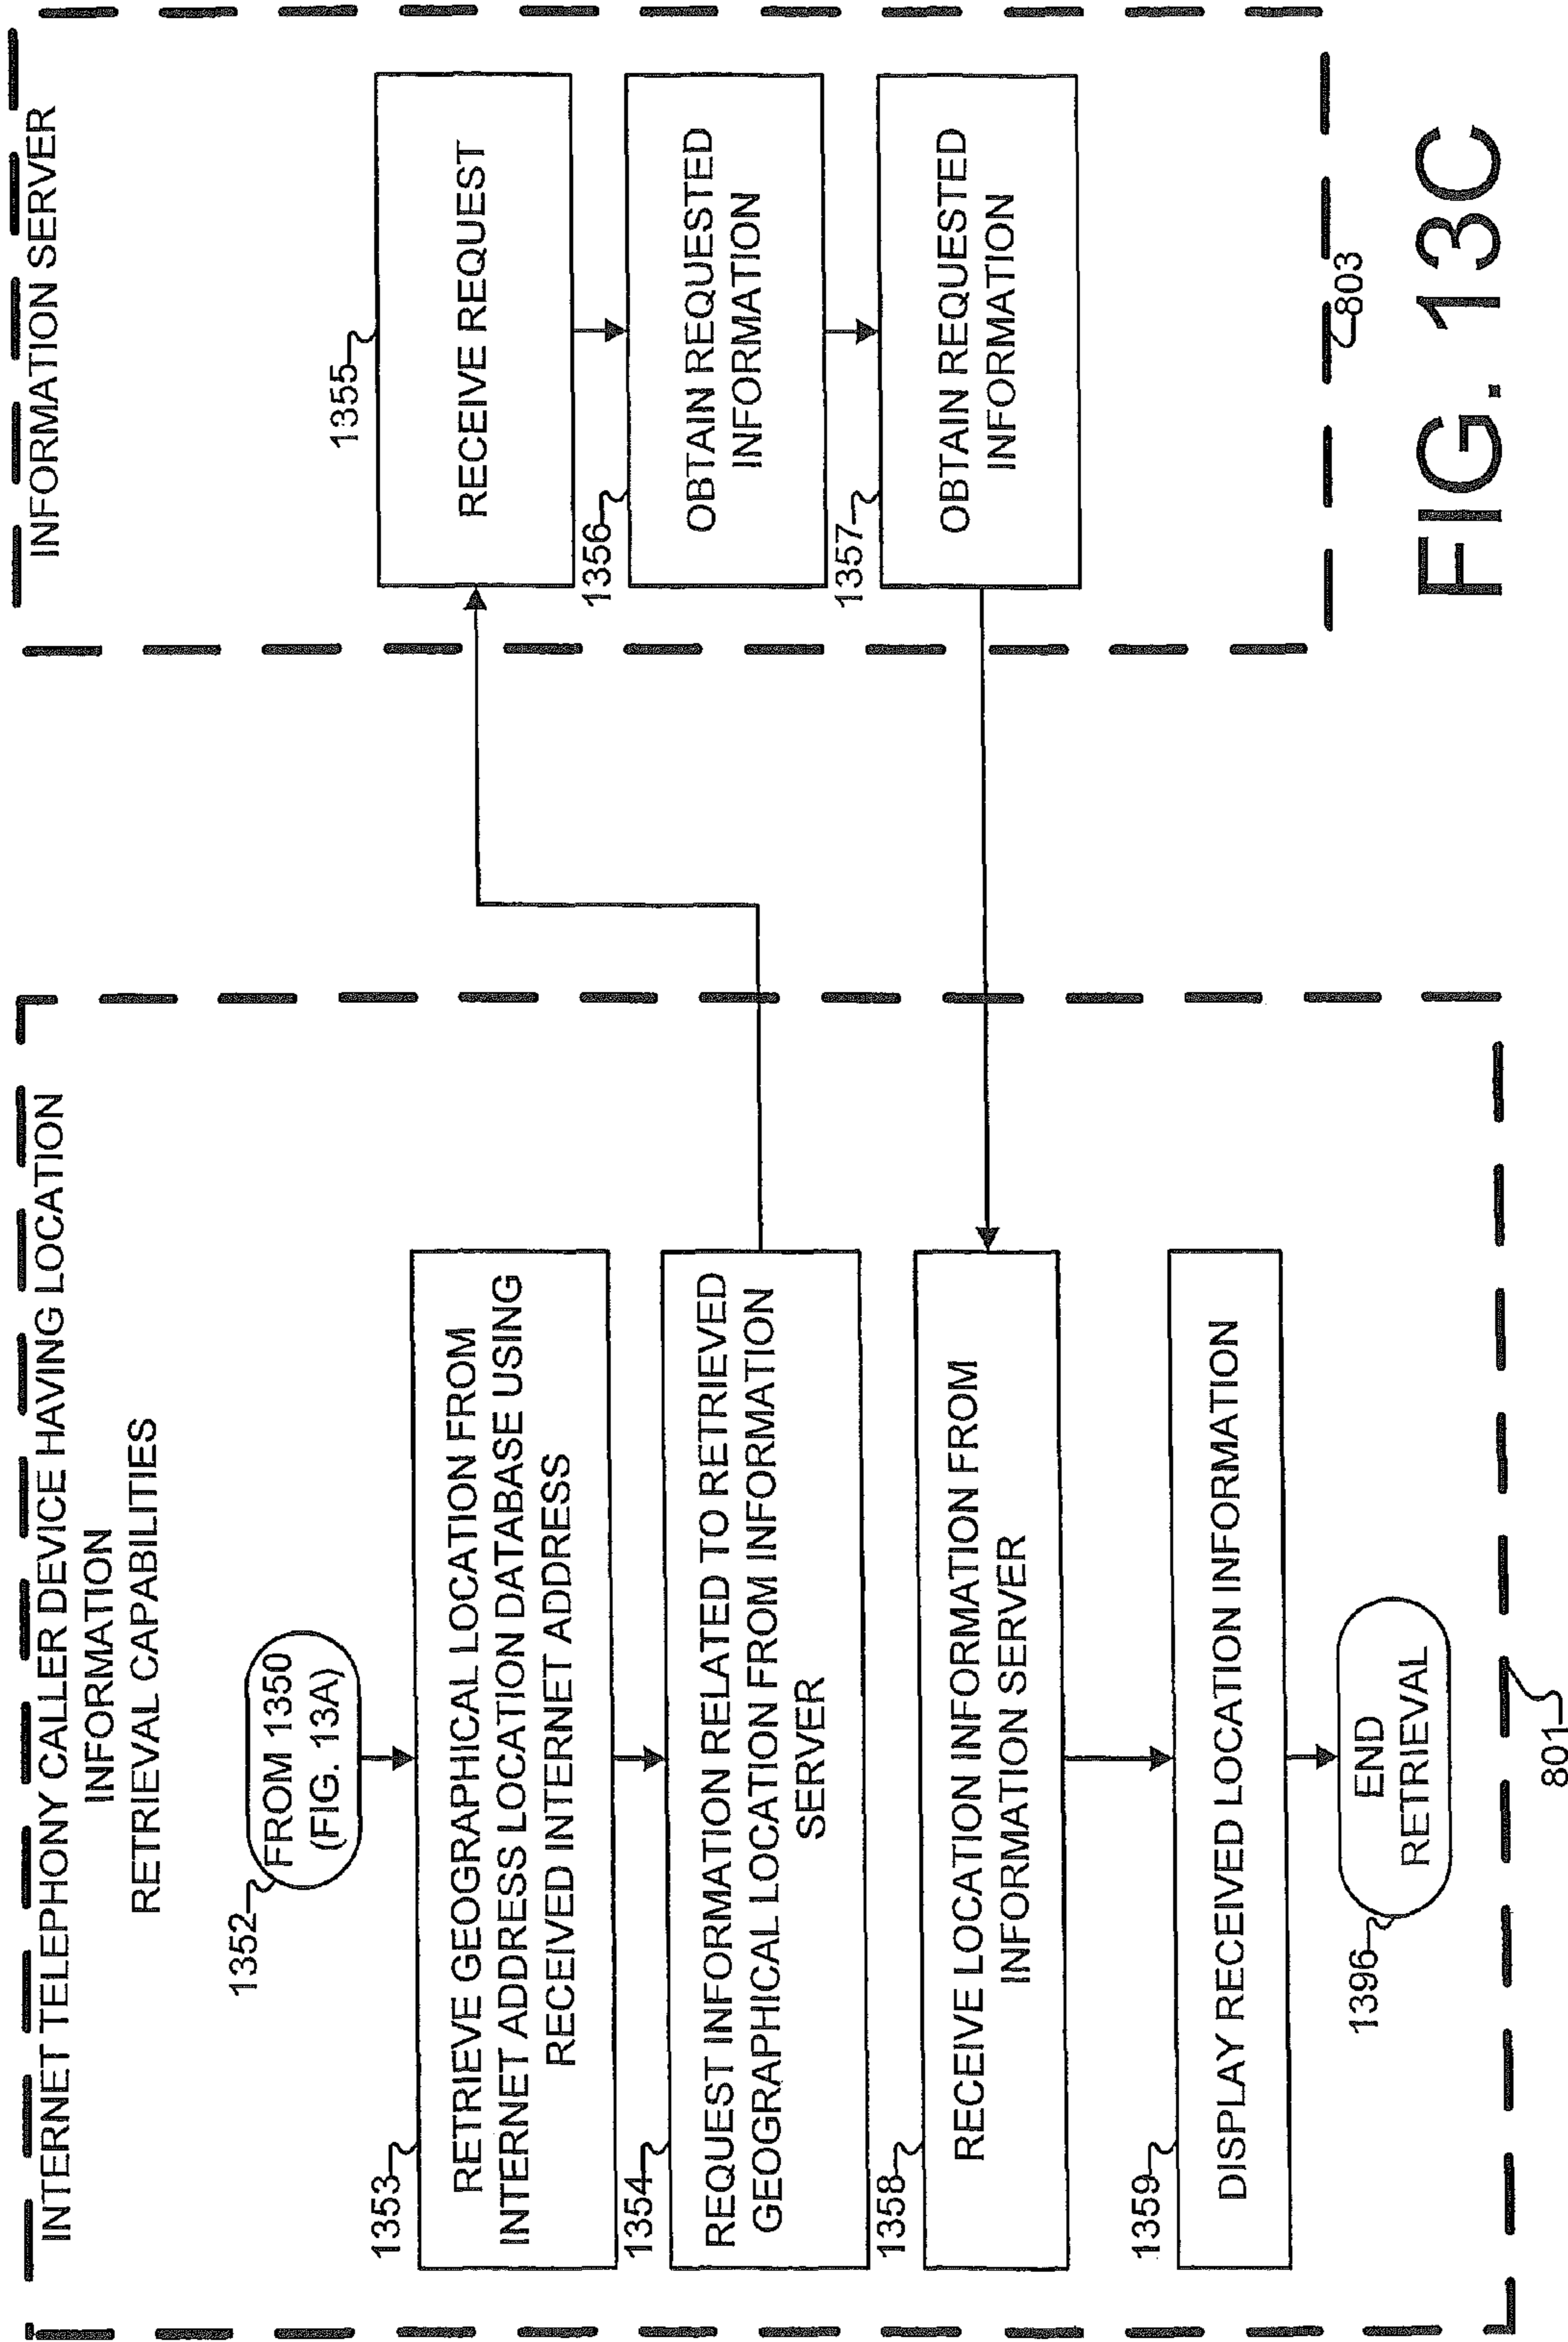 INTERNET TELEPHONY CALLER DEVICE HAVING LOCATION
INFORMATION
RETRIEVAL CAPABILITIES
1352
FROM 1350
(FIG. 13A)
1353
RETRIEVE GEOGRAPHICAL LOCATION FROM
INTERNET ADDRESS LOCATION DATABASE USING
RECEIVED INTERNET ADDRESS
1354
REQUEST INFORMATION RELATED TO RETRIEVED
GEOGRAPHICAL LOCATION FROM INFORMATION
SERVER
1358
RECEIVE LOCATION INFORMATION FROM
INFORMATION SERVER
1359
DISPLAY RECEIVED LOCATION INFORMATION
1396
END
RETRIEVAL
801
INFORMATION SERVER
1355
RECEIVE REQUEST
1356
OBTAIN REQUESTED
INFORMATION
1357
OBTAIN REQUESTED
INFORMATION
803
FIG. 13C